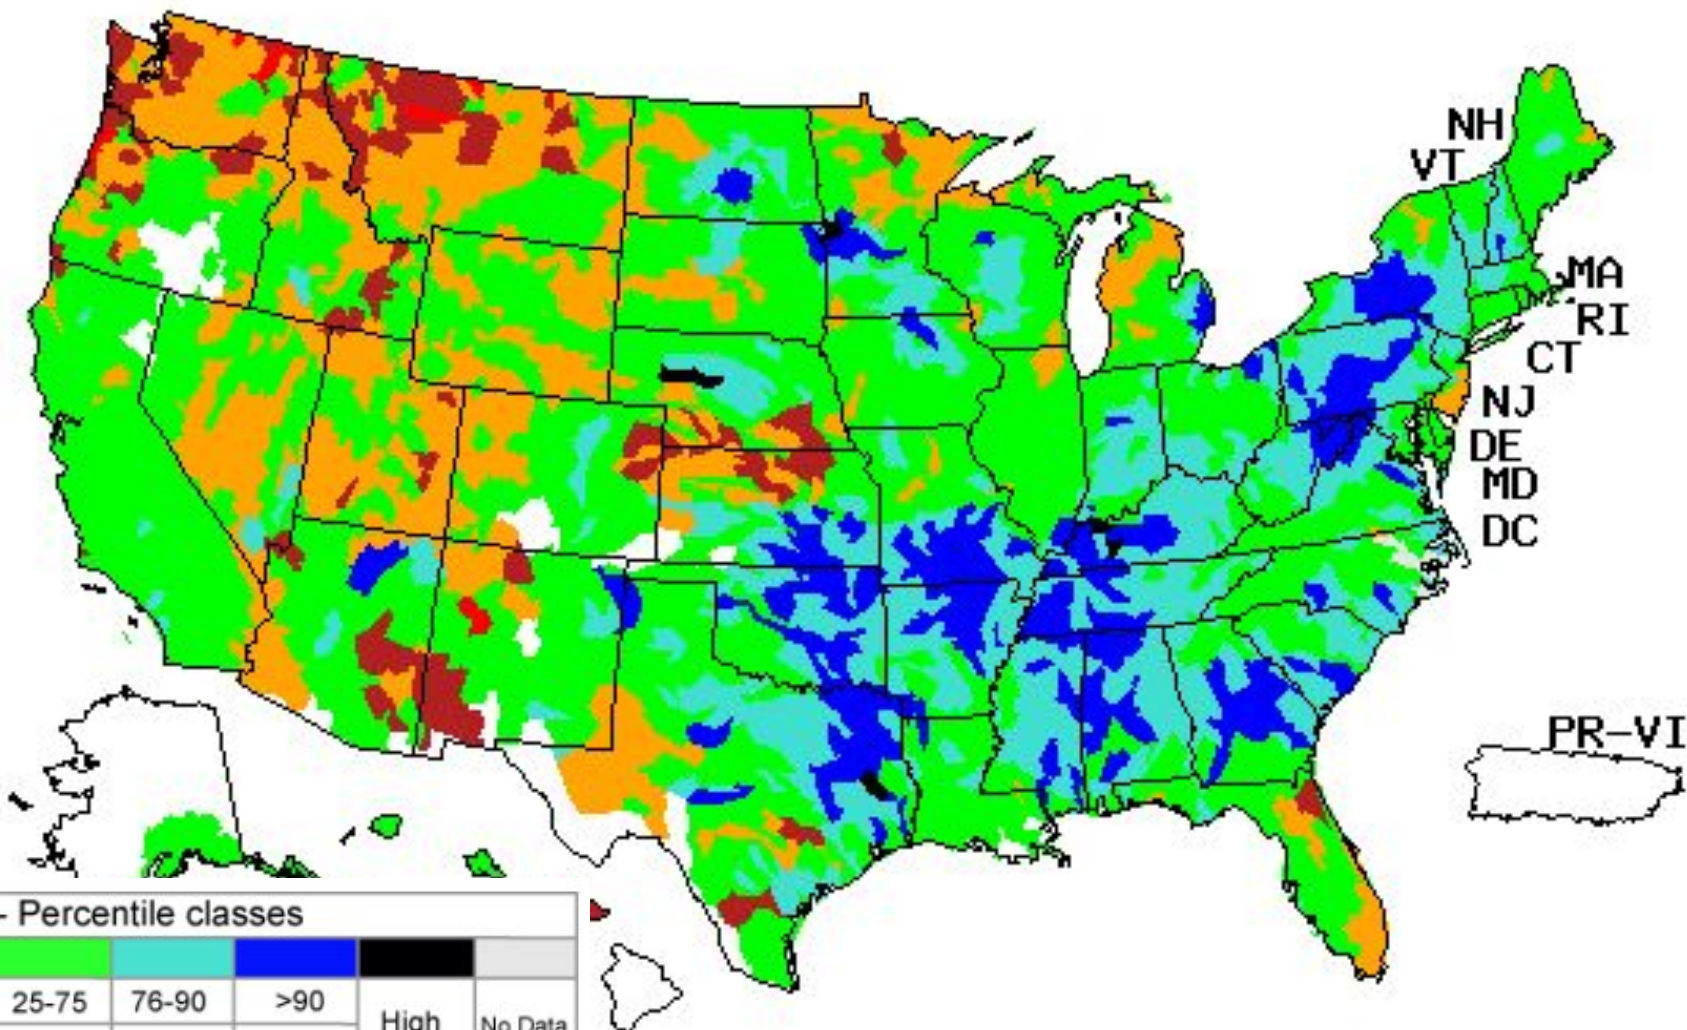 NH
VT
MA
RI
CT
NJ
DE
MD
DC
PR-VI
- Percentile classes
25-75 76-90 >90
High No Data